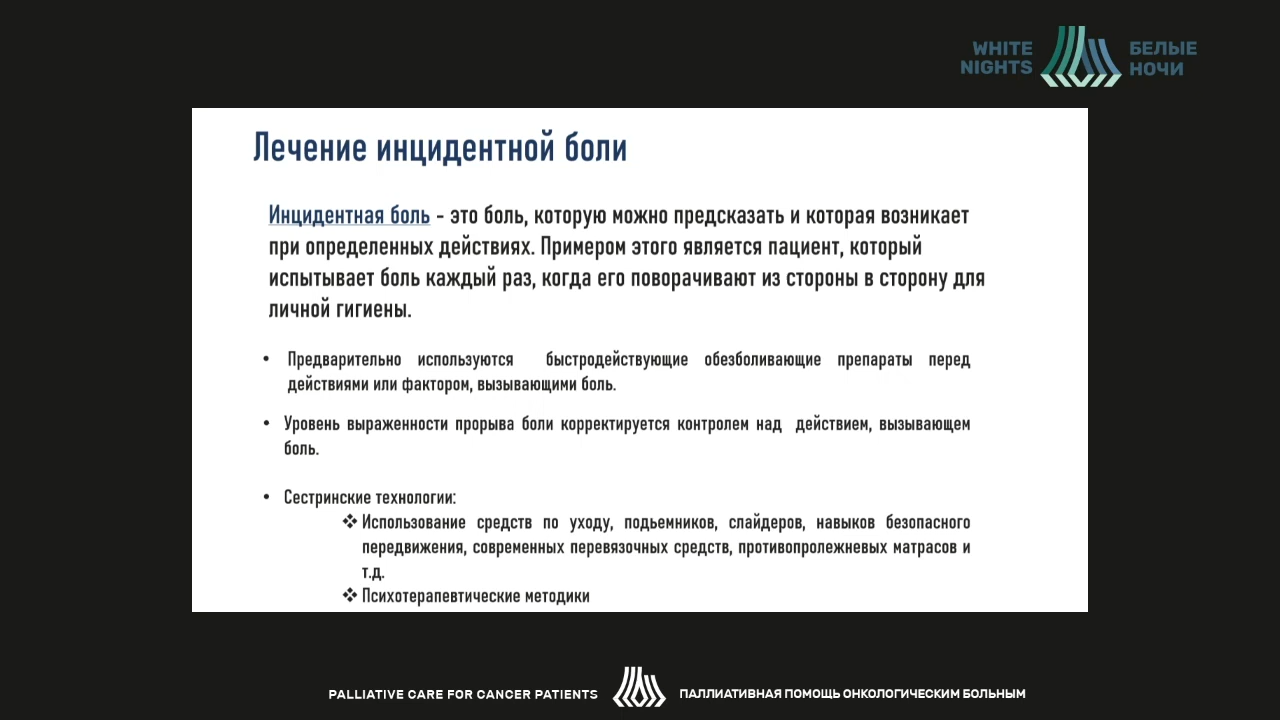 WHITE NIGHTS
БЕЛЫЕ НОЧИ
Лечение инцидентной боли
Инцидентная боль - это боль, которую можно предсказать и которая возникает
при определенных действиях. Примером этого является пациент, который
испытывает боль каждый раз, когда его поворачивают из стороны в сторону для
личной гигиены.
• Предварительно используются быстродействующие обезболивающие препараты перед
действиями или фактором, вызывающими боль.
• Уровень выраженности прорыва боли корректируется контролем над действием, вызывающем
боль.
• Сестринские технологии:
❖ Использование средств по уходу, подьемников, слайдеров, навыков безопасного
передвижения, современных перевязочных средств, противопролежневых матрасов и
т.д.
❖ Психотерапевтические методики
PALLIATIVE CARE FOR CANCER PATIENTS
ПАЛЛИАТИВНАЯ ПОМОЩЬ ОНКОЛОГИЧЕСКИМ БОЛЬНЫМ